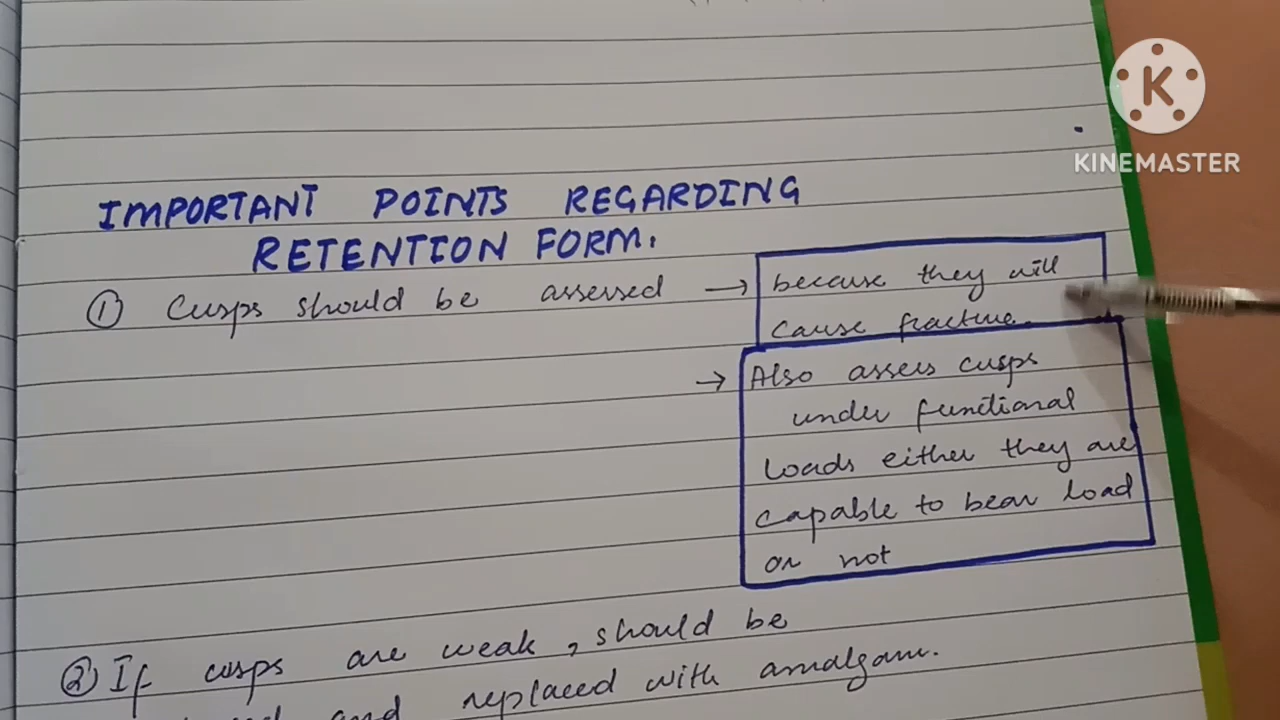 IMPORTANT POINTS REGARDING
RETENTION FORM.
① Cusps should be assessed → because they will
cause fracture.
→ Also assess cusps
under functional
loads either they are
capable to bear load
or not
② If cusps are weak, should be
and replaced with amalgam.
K
KINEMASTER